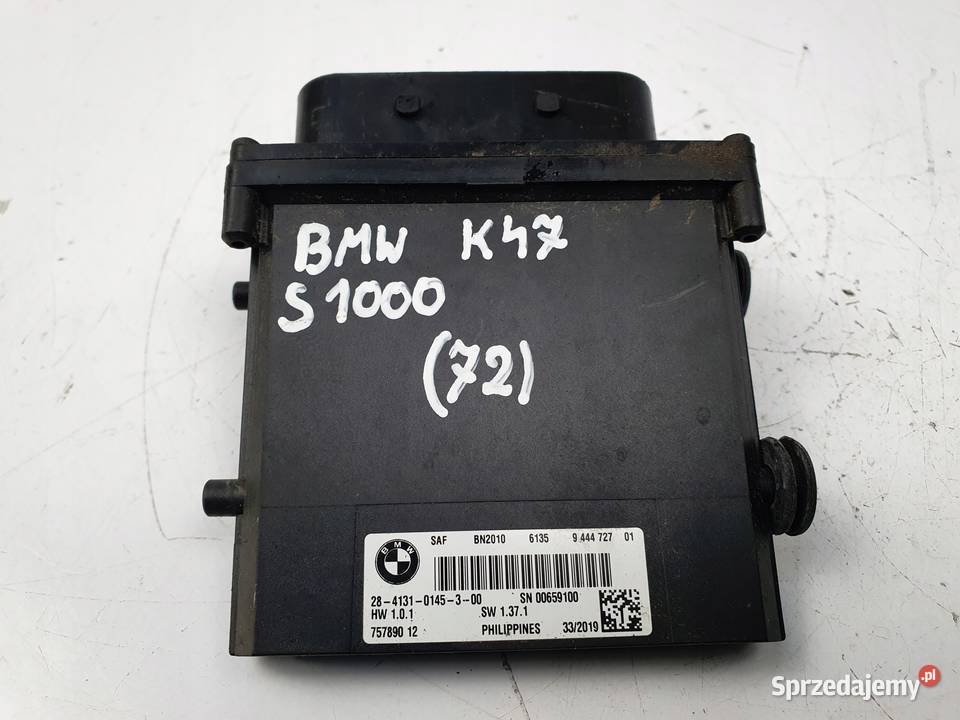 BMW K47
S1000
(72)
BMW
SAF BN2010 6135 9 444 727 01
28-4131-0145-3-00 SN 00659100
HW 1.0.1 SW 1.37.1
757890 12 PHILIPPINES 33/2019
Sprzedajemy.pl